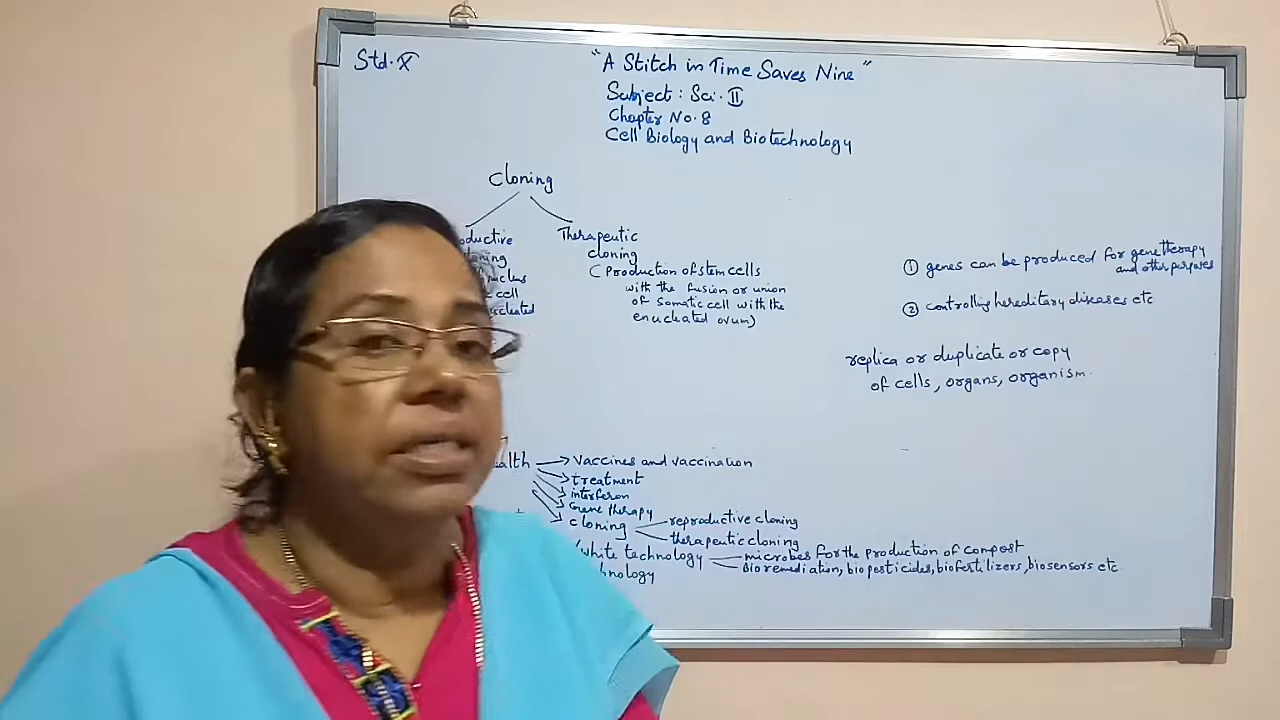 Std. X
"A Stitch in Time Saves Nine"
Subject : Sci. II
Chapter No. 8
Cell Biology and Biotechnology
Cloning
Therapeutic
cloning
( Production of stem cells
with the fusion or union
of somatic cell with the
enucleated ovum)
① genes can be produced for gene therapy
and other purposes
② controlling hereditary diseases etc
replica or duplicate or copy
of cells, organs, organism.
vaccines and vaccination
treatment
interferon
Gene therapy
cloning
reproductive cloning
therapeutic cloning
white technology
microbes for the production of compost
Bioremediation, biopesticides, biofertilizers, biosensors etc.